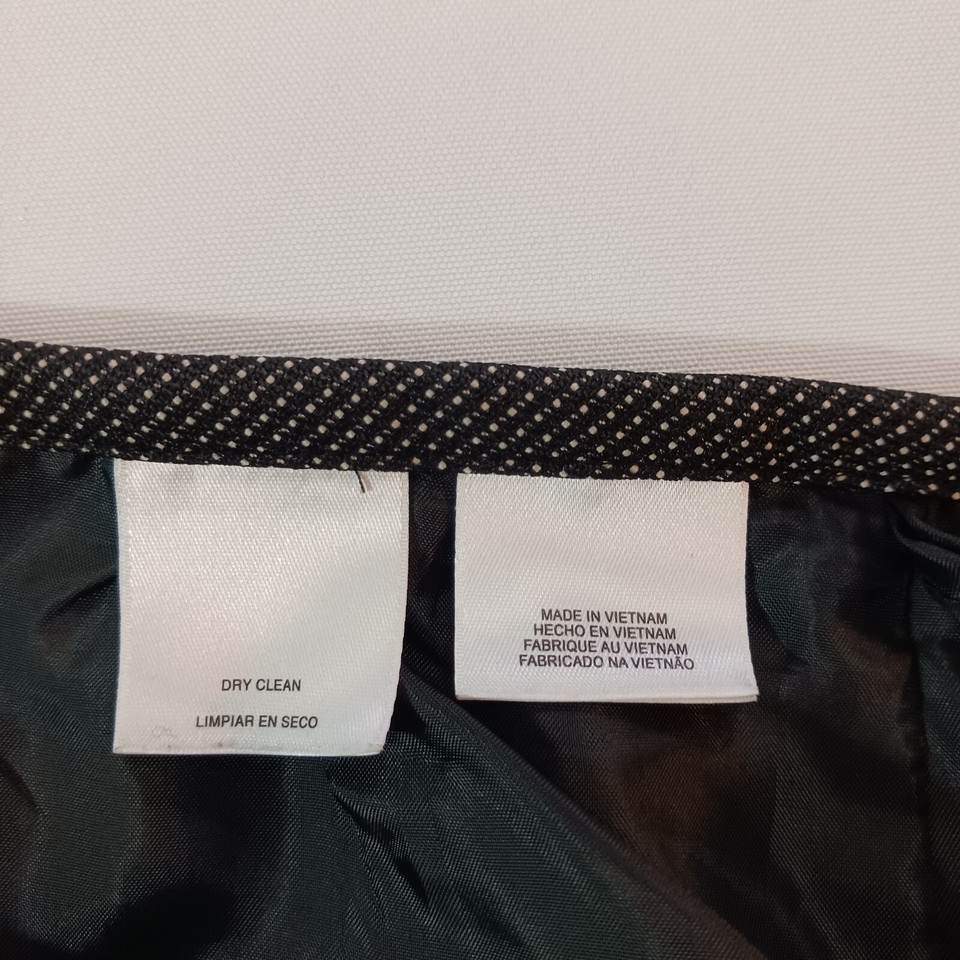 DRY CLEAN
LIMPIAR EN SECO
MADE IN VIETNAM
HECHO EN VIETNAM
FABRIQUE AU VIETNAM
FABRICADO NA VIETNÃO